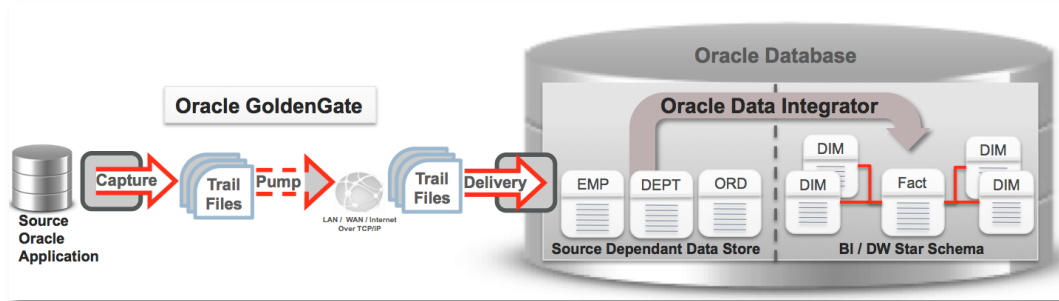 Oracle Database
Oracle GoldenGate
Oracle Data Integrator
Capture
Trail
Files
Pump
LAN / WAN / Internet
Over TCP/IP
Trail
Files
Delivery
Source
Oracle
Application
EMP
DEPT
ORD
Source Dependant Data Store
DIM
DIM
Fact
DIM
DIM
BI / DW Star Schema